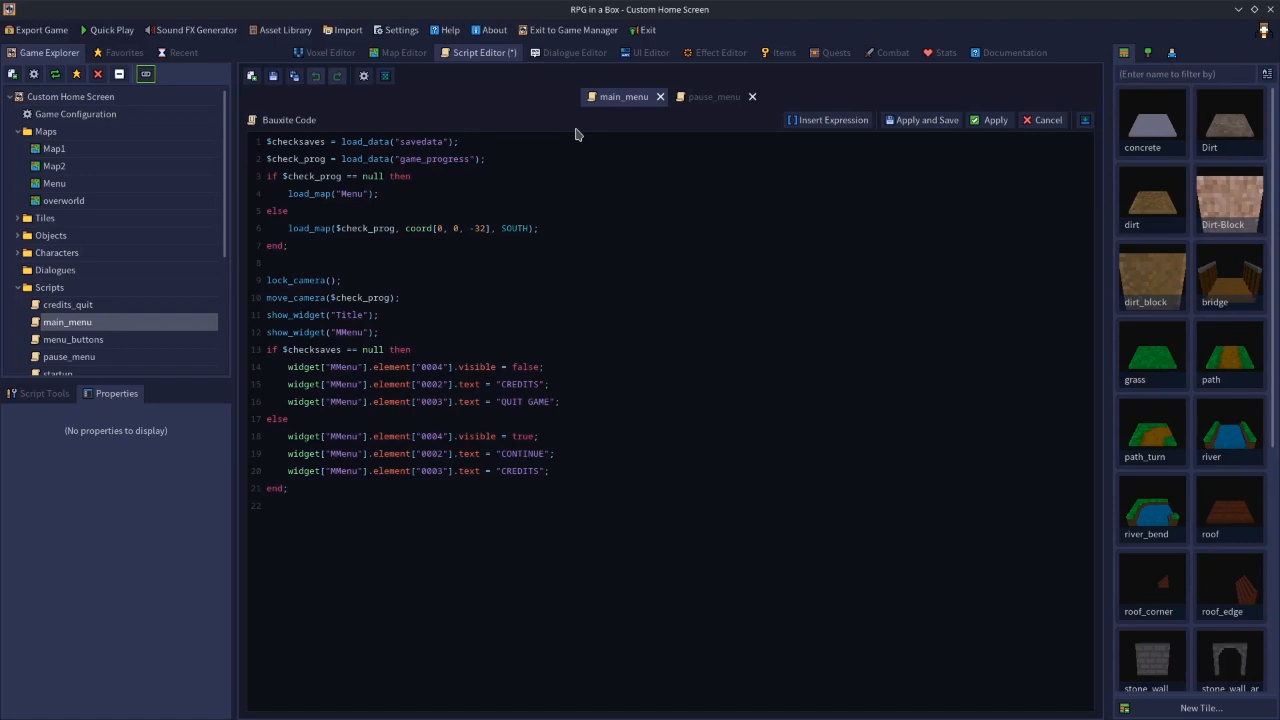 RPG in a Box - Custom Home Screen
Export Game
Quick Play
Sound FX Generator
Asset Library
Import
Settings
Help
About
Exit to Game Manager
Exit
Game Explorer
Favorites
Recent
Voxel Editor
Map Editor
Script Editor (*)
Dialogue Editor
UI Editor
Effect Editor
Items
Quests
Combat
Stats
Documentation
(Enter name to filter by)
Custom Home Screen
Game Configuration
Maps
Map1
Map2
Menu
overworld
Tiles
Objects
Characters
Dialogues
Scripts
credits_quit
main_menu
menu_buttons
pause_menu
startup
Script Tools
Properties
(No properties to display)
main_menu
pause_menu
Bauxite Code
Insert Expression
Apply and Save
Apply
Cancel
1 $checksaves = load_data("savedata");
2 $check_prog = load_data("game_progress");
3 if $check_prog == null then
4 load_map("Menu");
5 else
6 load_map($check_prog, coord[0, 0, -32], SOUTH);
7 end;
8
9 lock_camera();
10 move_camera($check_prog);
11 show_widget("Title");
12 show_widget("MMenu");
13 if $checksaves == null then
14 widget["MMenu"].element["0004"].visible = false;
15 widget["MMenu"].element["0002"].text = "CREDITS";
16 widget["MMenu"].element["0003"].text = "QUIT GAME";
17 else
18 widget["MMenu"].element["0004"].visible = true;
19 widget["MMenu"].element["0002"].text = "CONTINUE";
20 widget["MMenu"].element["0003"].text = "CREDITS";
21 end;
22
concrete
Dirt
dirt
Dirt-Block
dirt_block
bridge
grass
path
path_turn
river
river_bend
roof
roof_corner
roof_edge
stone_wall
stone_wall_ar
New Tile...